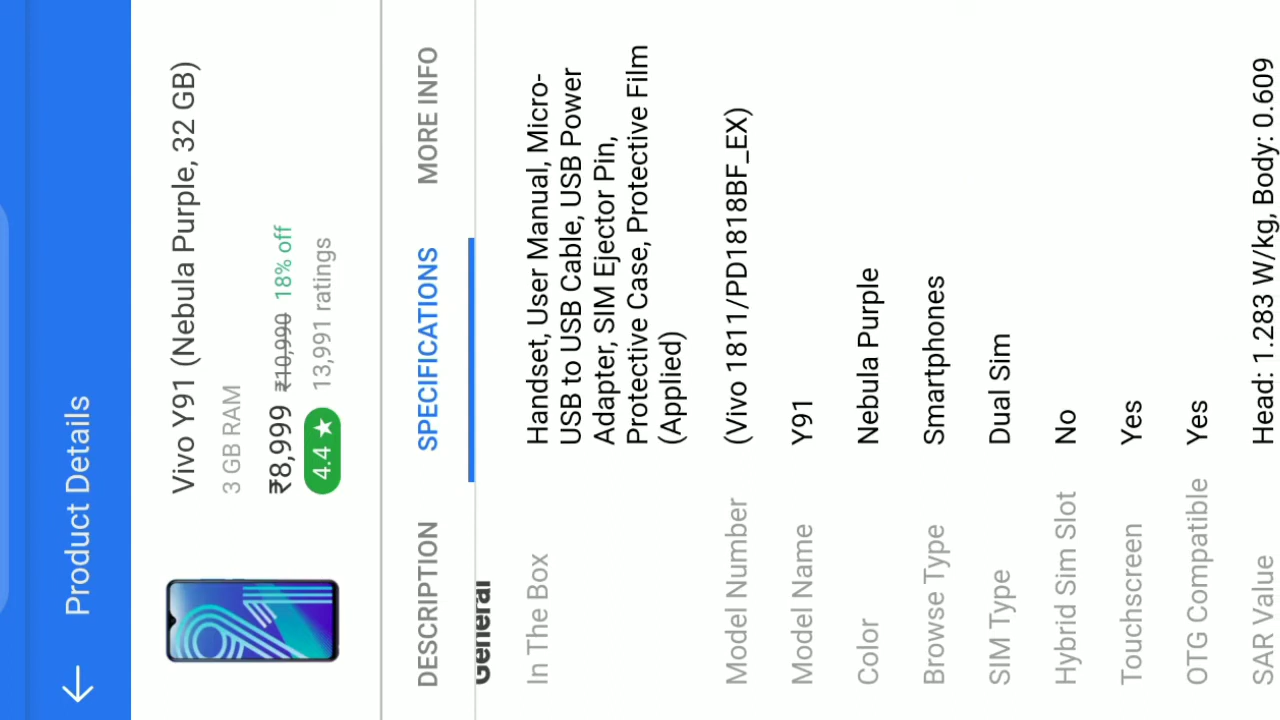 Product Details
Vivo Y91 (Nebula Purple, 32 GB)
3 GB RAM
₹8,999 ₹10,990 18% off
4.4 ★ 13,991 ratings
DESCRIPTION SPECIFICATIONS MORE INFO
General
In The Box Handset, User Manual, Micro-
USB to USB Cable, USB Power
Adapter, SIM Ejector Pin,
Protective Case, Protective Film
(Applied)
Model Number (Vivo 1811/PD1818BF_EX)
Model Name Y91
Color Nebula Purple
Browse Type Smartphones
SIM Type Dual Sim
Hybrid Sim Slot No
Touchscreen Yes
OTG Compatible Yes
SAR Value Head: 1.283 W/kg, Body: 0.609